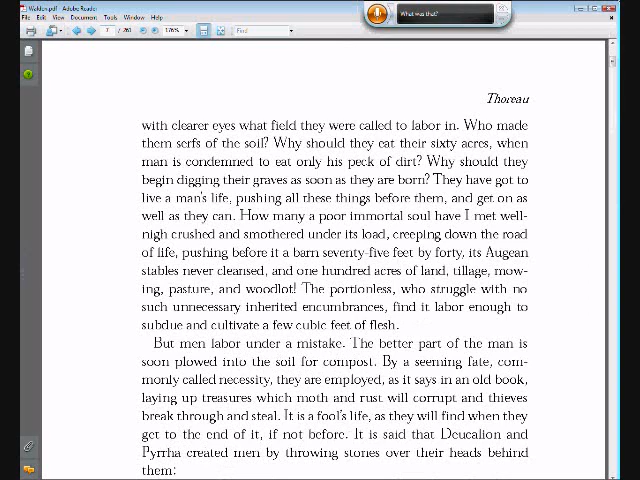 Walden.pdf - Adobe Reader
File Edit View Document Tools Window Help
What was that?
7 / 261 176% Find
Thoreau
with clearer eyes what field they were called to labor in. Who made
them serfs of the soil? Why should they eat their sixty acres, when
man is condemned to eat only his peck of dirt? Why should they
begin digging their graves as soon as they are born? They have got to
live a man's life, pushing all these things before them, and get on as
well as they can. How many a poor immortal soul have I met well-
nigh crushed and smothered under its load, creeping down the road
of life, pushing before it a barn seventy-five feet by forty, its Augean
stables never cleansed, and one hundred acres of land, tillage, mow-
ing, pasture, and woodlot! The portionless, who struggle with no
such unnecessary inherited encumbrances, find it labor enough to
subdue and cultivate a few cubic feet of flesh.
But men labor under a mistake. The better part of the man is
soon plowed into the soil for compost. By a seeming fate, com-
monly called necessity, they are employed, as it says in an old book,
laying up treasures which moth and rust will corrupt and thieves
break through and steal. It is a fool's life, as they will find when they
get to the end of it, if not before. It is said that Deucalion and
Pyrrha created men by throwing stones over their heads behind
them: